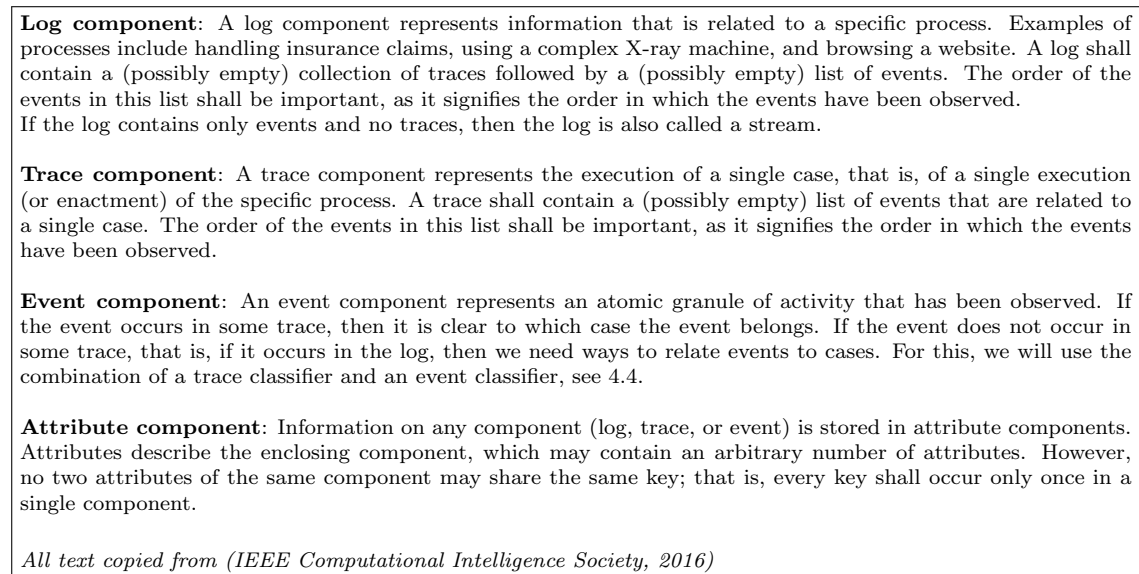 Log component: A log component represents information that is related to a specific process. Examples of
processes include handling insurance claims, using a complex X-ray machine, and browsing a website. A log shall
contain a (possibly empty) collection of traces followed by a (possibly empty) list of events. The order of the
events in this list shall be important, as it signifies the order in which the events have been observed.
If the log contains only events and no traces, then the log is also called a stream.
Trace component: A trace component represents the execution of a single case, that is, of a single execution
(or enactment) of the specific process. A trace shall contain a (possibly empty) list of events that are related to
a single case. The order of the events in this list shall be important, as it signifies the order in which the events
have been observed.
Event component: An event component represents an atomic granule of activity that has been observed. If
the event occurs in some trace, then it is clear to which case the event belongs. If the event does not occur in
some trace, that is, if it occurs in the log, then we need ways to relate events to cases. For this, we will use the
combination of a trace classifier and an event classifier, see 4.4.
Attribute component: Information on any component (log, trace, or event) is stored in attribute components.
Attributes describe the enclosing component, which may contain an arbitrary number of attributes. However,
no two attributes of the same component may share the same key; that is, every key shall occur only once in a
single component.
All text copied from (IEEE Computational Intelligence Society, 2016)